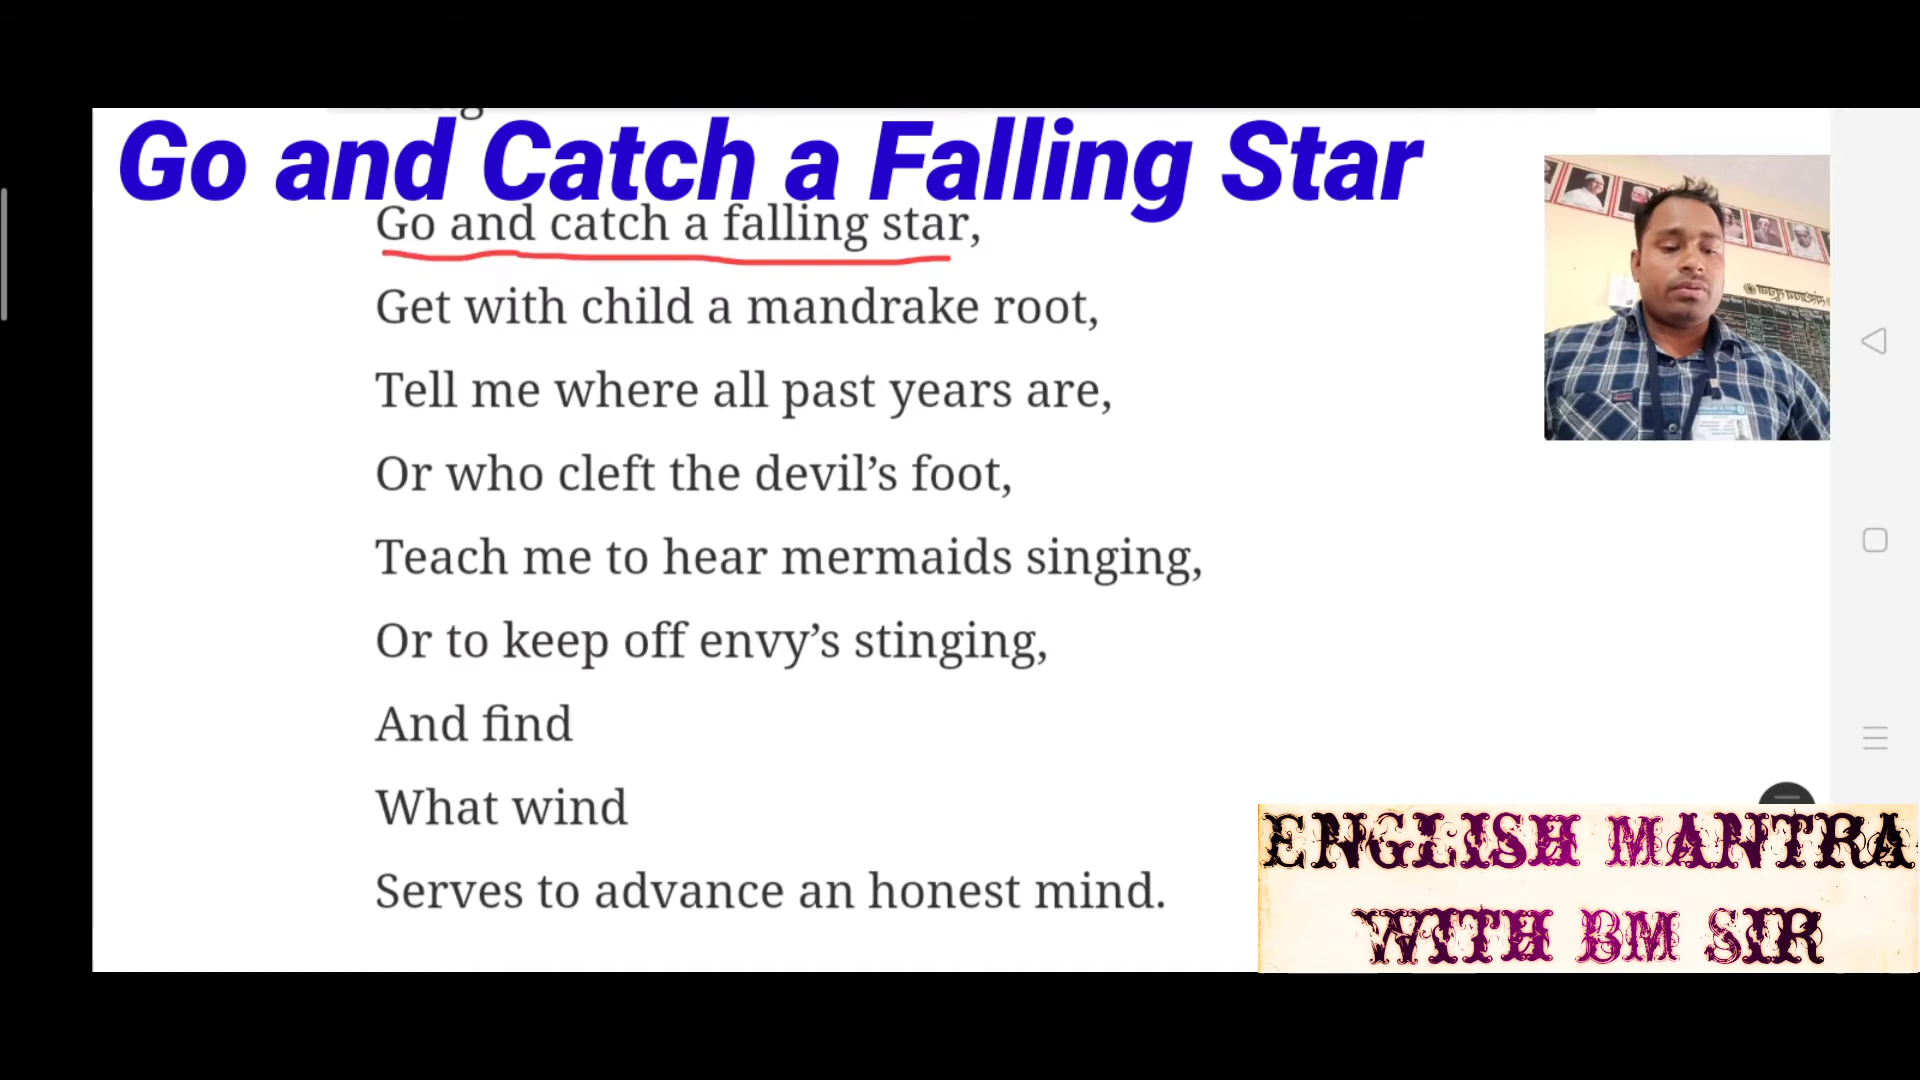 Go and Catch a Falling Star
Go and catch a falling star,
Get with child a mandrake root,
Tell me where all past years are,
Or who cleft the devil’s foot,
Teach me to hear mermaids singing,
Or to keep off envy’s stinging,
And find
What wind
Serves to advance an honest mind.
ENGLISH MANTRA
WITH BM SIR